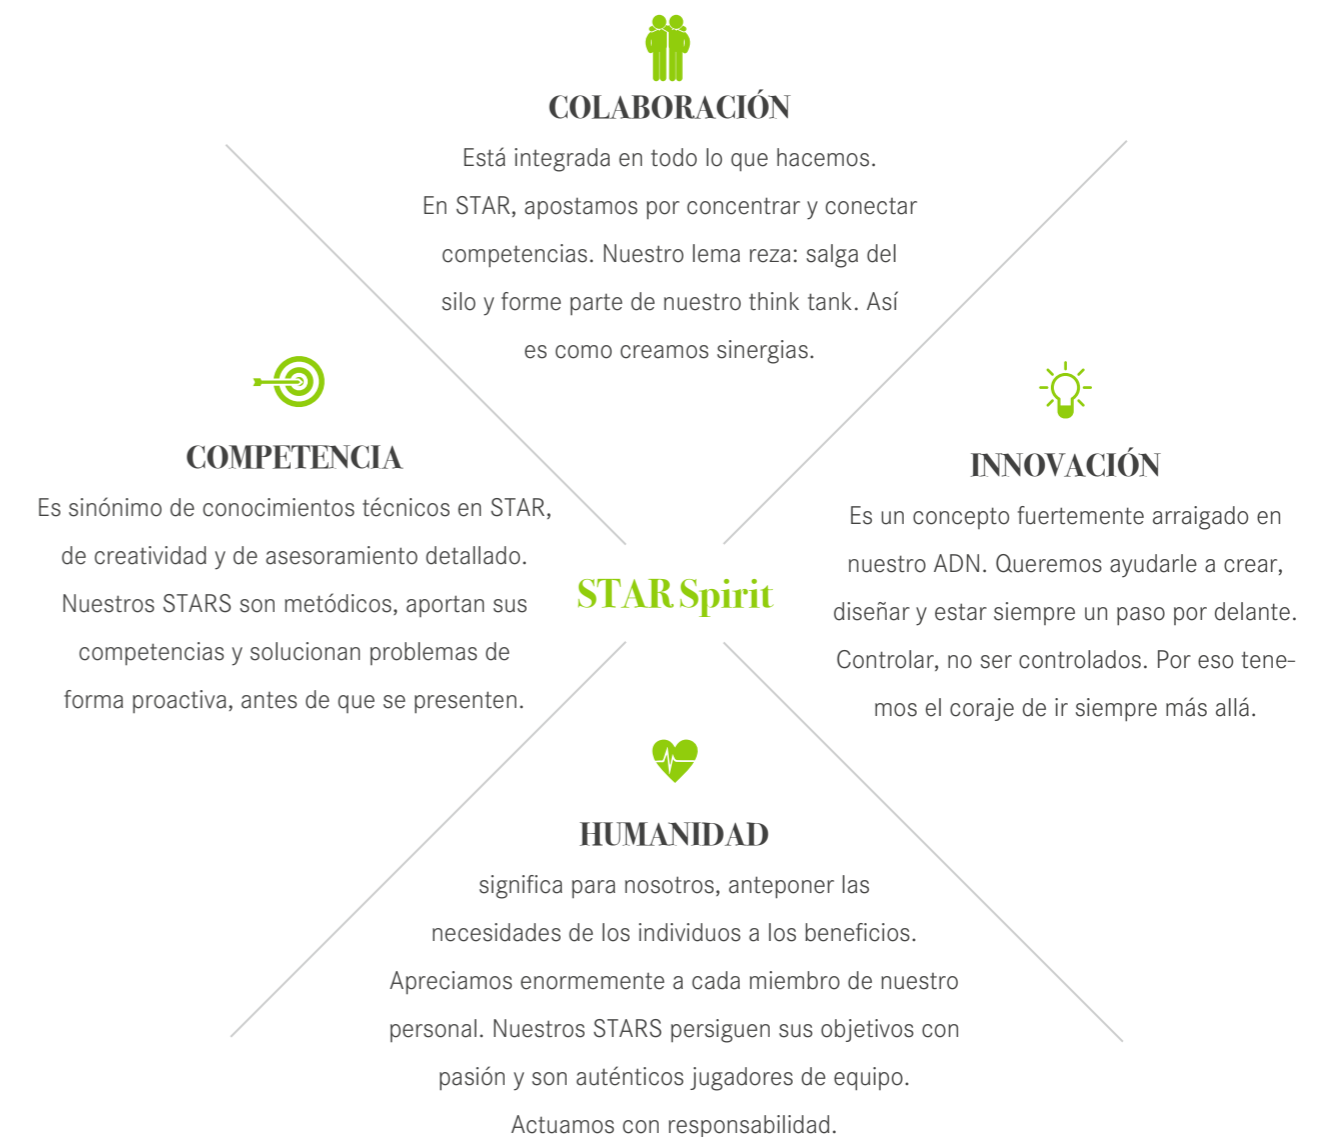 COLABORACIÓN
Está integrada en todo lo que hacemos.
En STAR, apostamos por concentrar y conectar
competencias. Nuestro lema reza: salga del
silo y forme parte de nuestro think tank. Así
es como creamos sinergias.
COMPETENCIA
Es sinónimo de conocimientos técnicos en STAR,
de creatividad y de asesoramiento detallado.
Nuestros STARS son metódicos, aportan sus
competencias y solucionan problemas de
forma proactiva, antes de que se presenten.
STAR Spirit
INNOVACIÓN
Es un concepto fuertemente arraigado en
nuestro ADN. Queremos ayudarle a crear,
diseñar y estar siempre un paso por delante.
Controlar, no ser controlados. Por eso tene-
mos el coraje de ir siempre más allá.
HUMANIDAD
significa para nosotros, anteponer las
necesidades de los individuos a los beneficios.
Apreciamos enormemente a cada miembro de nuestro
personal. Nuestros STARS persiguen sus objetivos con
pasión y son auténticos jugadores de equipo.
Actuamos con responsabilidad.